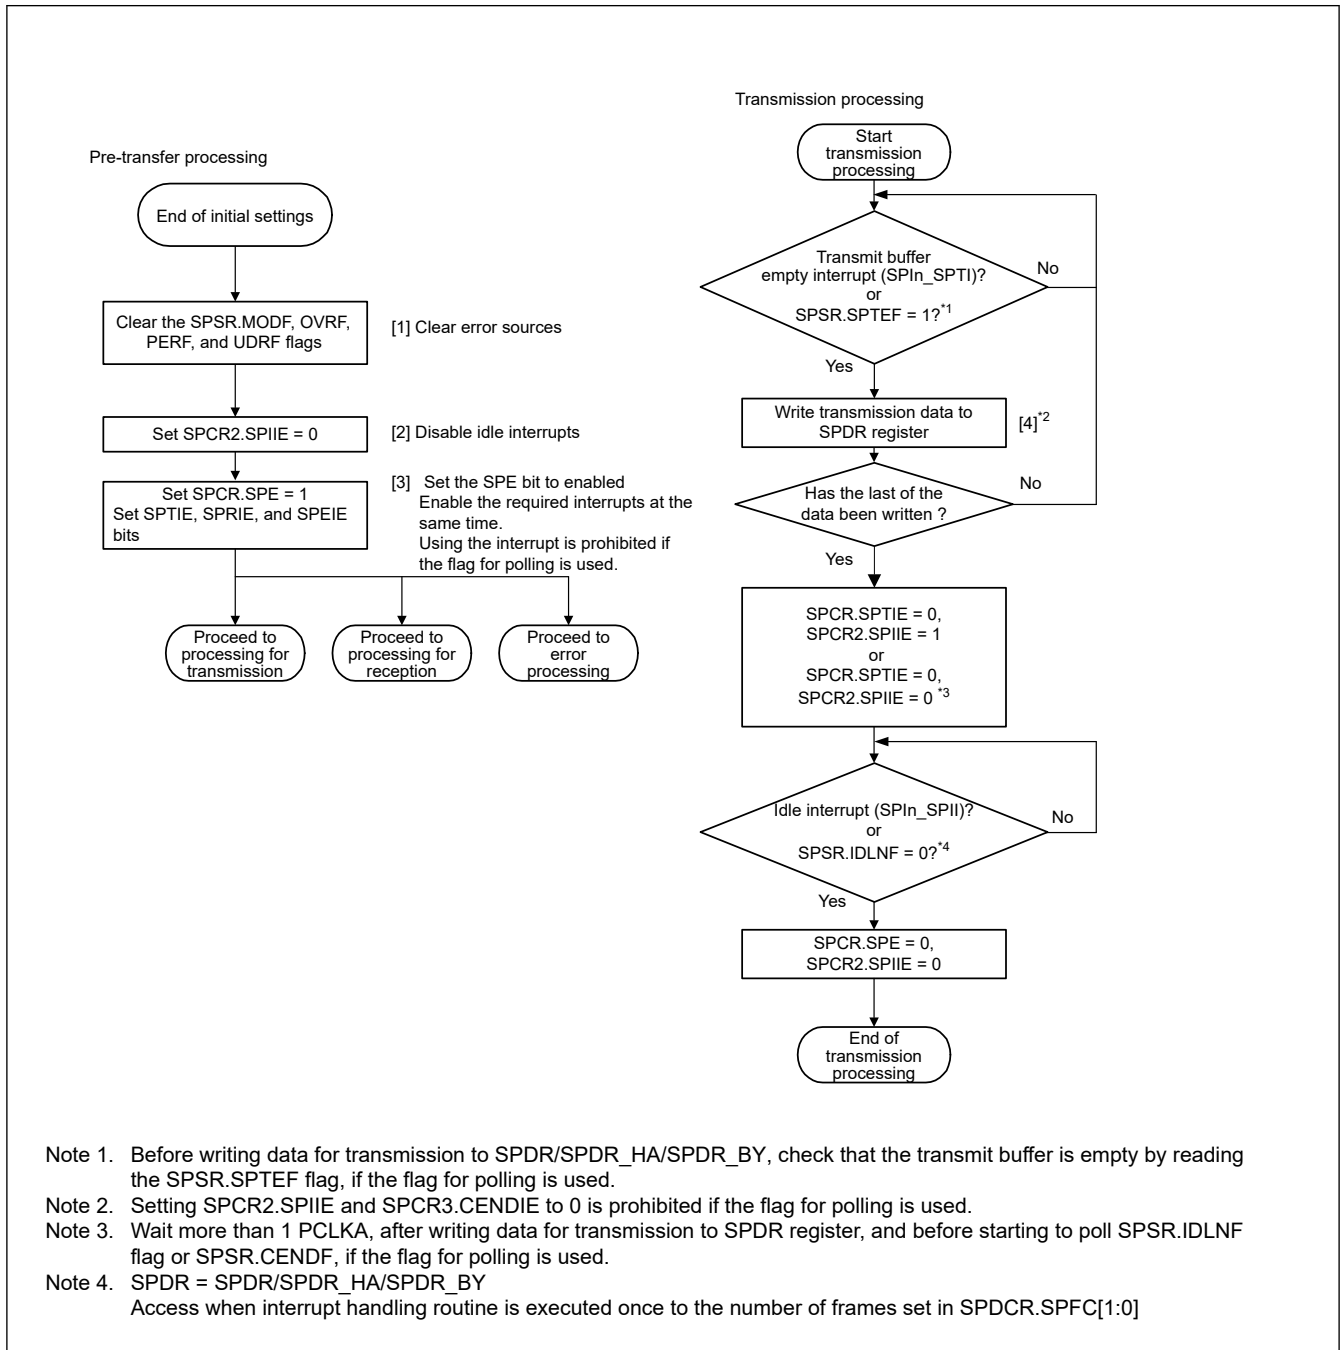 Pre-transfer processing
End of initial settings
Clear the SPSR.MODF, OVRF,
PERF, and UDRF flags
[1] Clear error sources
Set SPCR2.SPIIE = 0
[2] Disable idle interrupts
Set SPCR.SPE = 1
Set SPTIE, SPRIE, and SPEIE
bits
[3] Set the SPE bit to enabled
Enable the required interrupts at the
same time.
Using the interrupt is prohibited if
the flag for polling is used.
Proceed to
processing for
transmission
Proceed to
processing for
reception
Proceed to
error
processing
Transmission processing
Start
transmission
processing
Transmit buffer
empty interrupt (SPIn_SPTI)?
or
SPSR.SPTEF = 1?*1
No
Yes
Write transmission data to
SPDR register
[4]*2
Has the last of the
data been written ?
No
Yes
SPCR.SPTIE = 0,
SPCR2.SPIIE = 1
or
SPCR.SPTIE = 0,
SPCR2.SPIIE = 0 *3
Idle interrupt (SPIn_SPII)?
or
SPSR.IDLNF = 0?*4
No
Yes
SPCR.SPE = 0,
SPCR2.SPIIE = 0
End of
transmission
processing
Note 1. Before writing data for transmission to SPDR/SPDR_HA/SPDR_BY, check that the transmit buffer is empty by reading
the SPSR.SPTEF flag, if the flag for polling is used.
Note 2. Setting SPCR2.SPIIE and SPCR3.CENDIE to 0 is prohibited if the flag for polling is used.
Note 3. Wait more than 1 PCLKA, after writing data for transmission to SPDR register, and before starting to poll SPSR.IDLNF
flag or SPSR.CENDF, if the flag for polling is used.
Note 4. SPDR = SPDR/SPDR_HA/SPDR_BY
Access when interrupt handling routine is executed once to the number of frames set in SPDCR.SPFC[1:0]